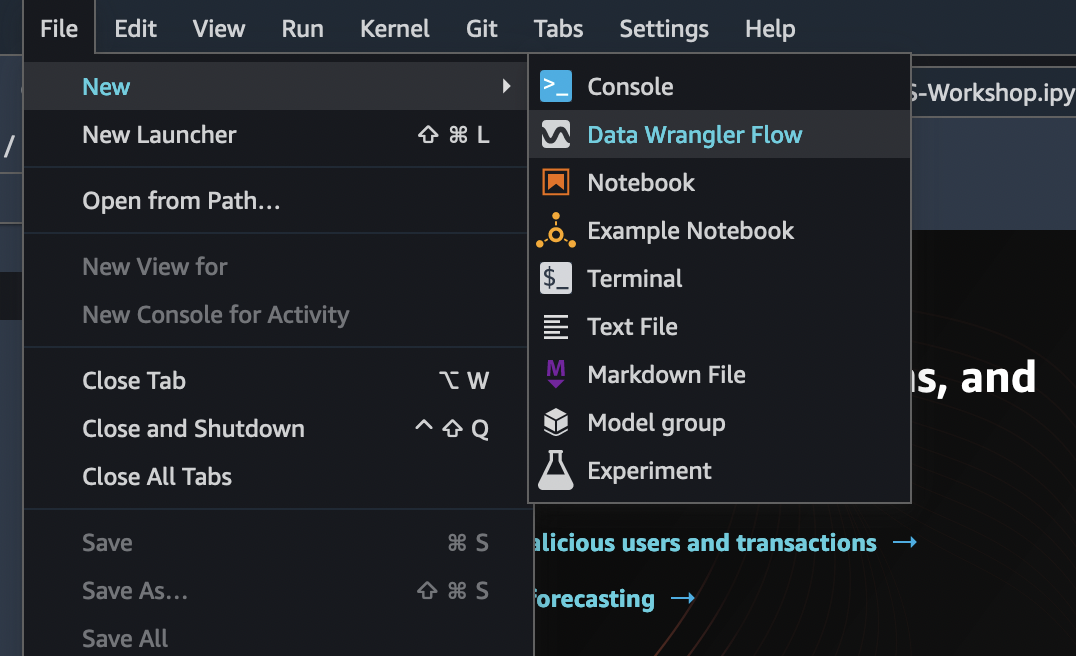 File Edit View Run Kernel Git Tabs Settings Help
New
New Launcher ⇧ ⌘ L
Open from Path…
New View for
New Console for Activity
Close Tab ⌥ W
Close and Shutdown ^ ⇧ Q
Close All Tabs
Save ⌘ S
Save As… ⇧ ⌘ S
Save All
>_ Console
Data Wrangler Flow
Notebook
Example Notebook
$_ Terminal
Text File
M Markdown File
Model group
Experiment
S-Workshop.ipy
/
s, and
alicious users and transactions →
orecasting →